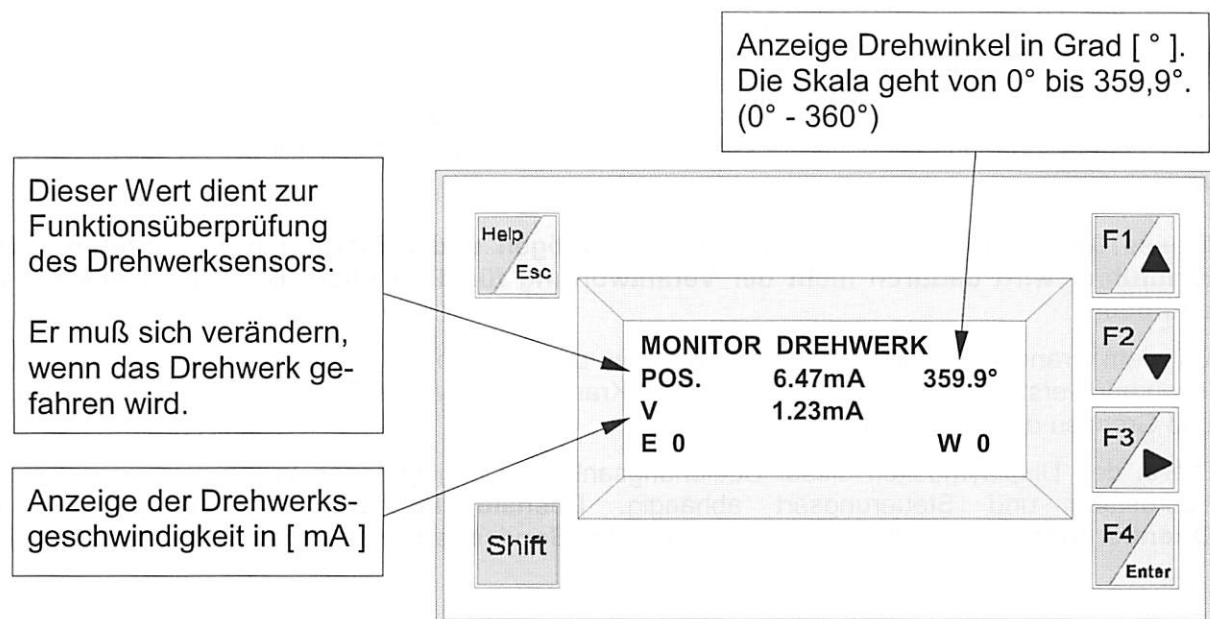 Anzeige Drehwinkel in Grad [ ° ].
Die Skala geht von 0° bis 359,9°.
(0° - 360°)
Dieser Wert dient zur
Funktionsüberprüfung
des Drehwerksensors.
Er muß sich verändern,
wenn das Drehwerk ge-
fahren wird.
Anzeige der Drehwerks-
geschwindigkeit in [ mA ]
Help
Esc
Shift
MONITOR DREHWERK
POS. 6.47mA 359.9°
V 1.23mA
E 0 W 0
F1
F2
F3
F4
Enter